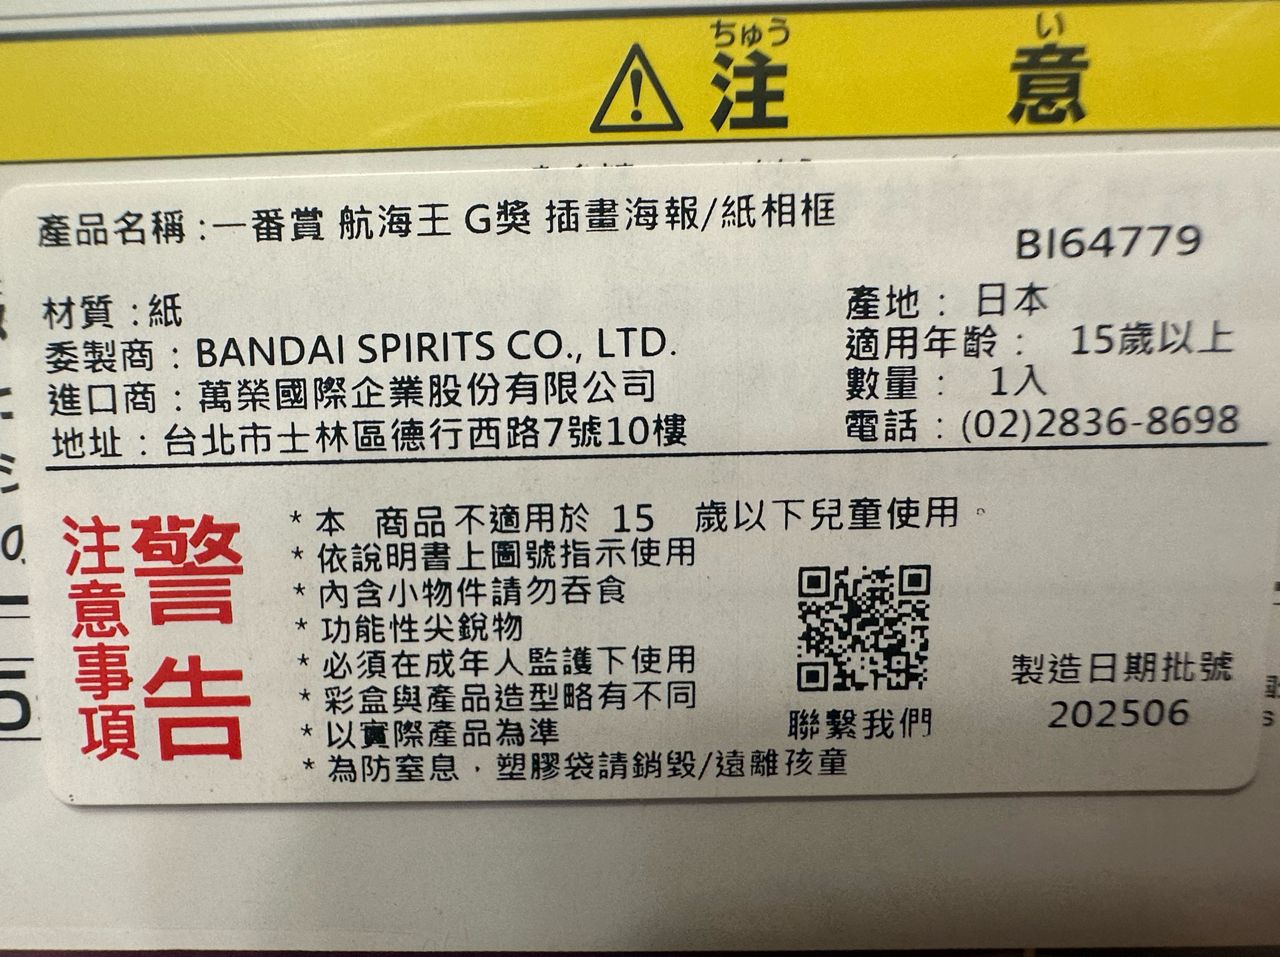 ちゅう い
注 意
產品名稱:一番賞 航海王 G獎 插畫海報/紙相框
BI64779
材質:紙
委製商:BANDAI SPIRITS CO., LTD.
進口商:萬榮國際企業股份有限公司
地址:台北市士林區德行西路7號10樓
產地: 日本
適用年齡: 15歲以上
數量: 1入
電話:(02)2836-8698
警告
注意事項
*本 商品不適用於 15 歲以下兒童使用。
*依說明書上圖號指示使用
*內含小物件請勿吞食
*功能性尖銳物
*必須在成年人監護下使用
*彩盒與產品造型略有不同
*以實際產品為準
*為防窒息,塑膠袋請銷毀/遠離孩童
聯繫我們
製造日期批號
202506